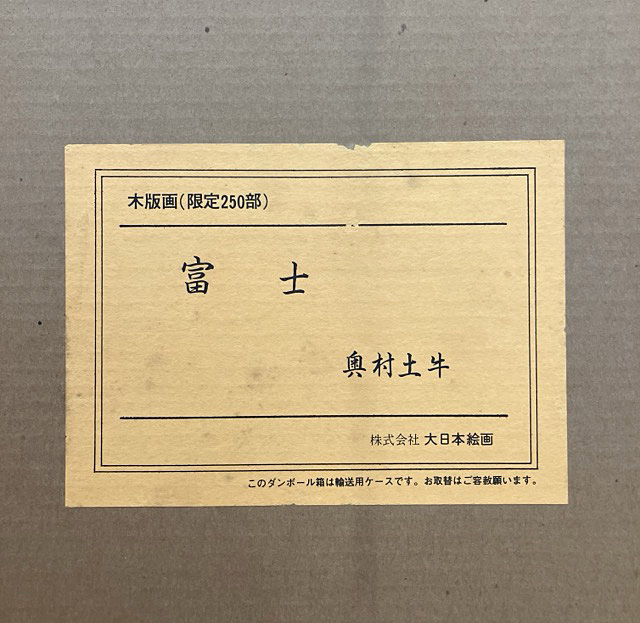 木版画(限定250部)
富 士
奥村土牛
株式会社 大日本絵画
このダンボール箱は輸送用ケースです。お取替はご容赦願います。